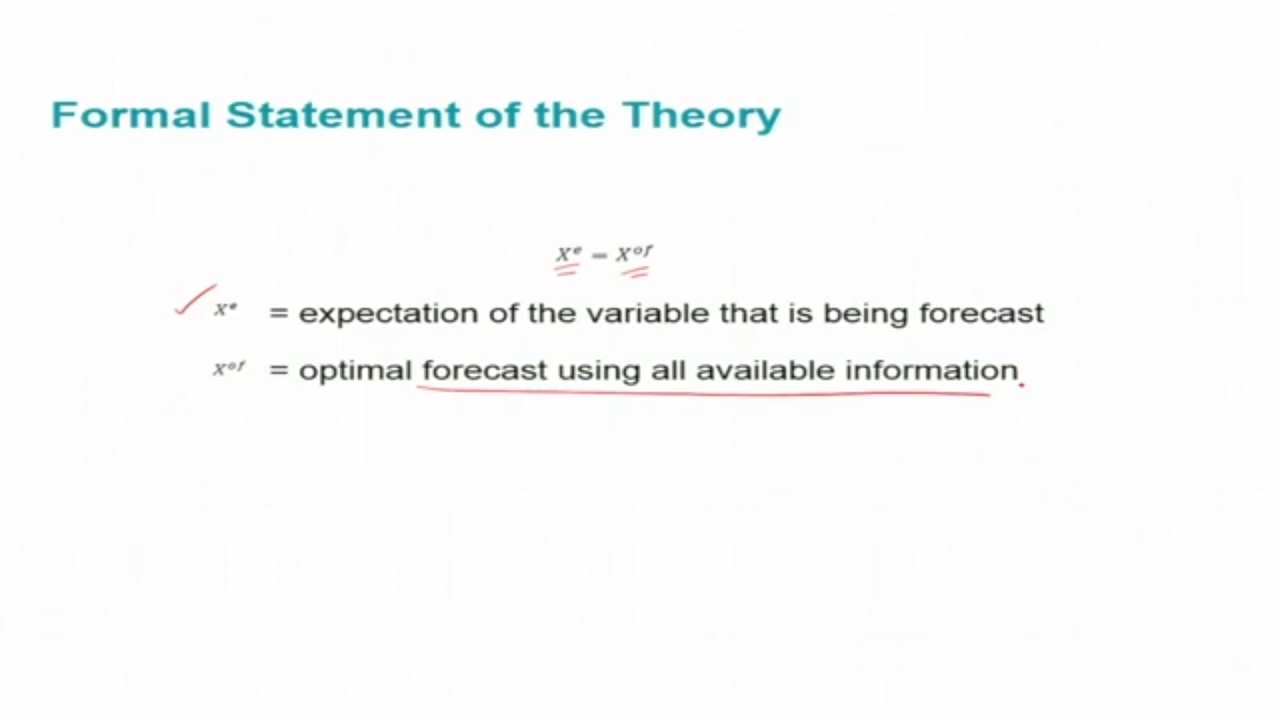 Formal Statement of the Theory
Xᵉ = Xᵒᶠ
Xᵉ = expectation of the variable that is being forecast
Xᵒᶠ = optimal forecast using all available information.